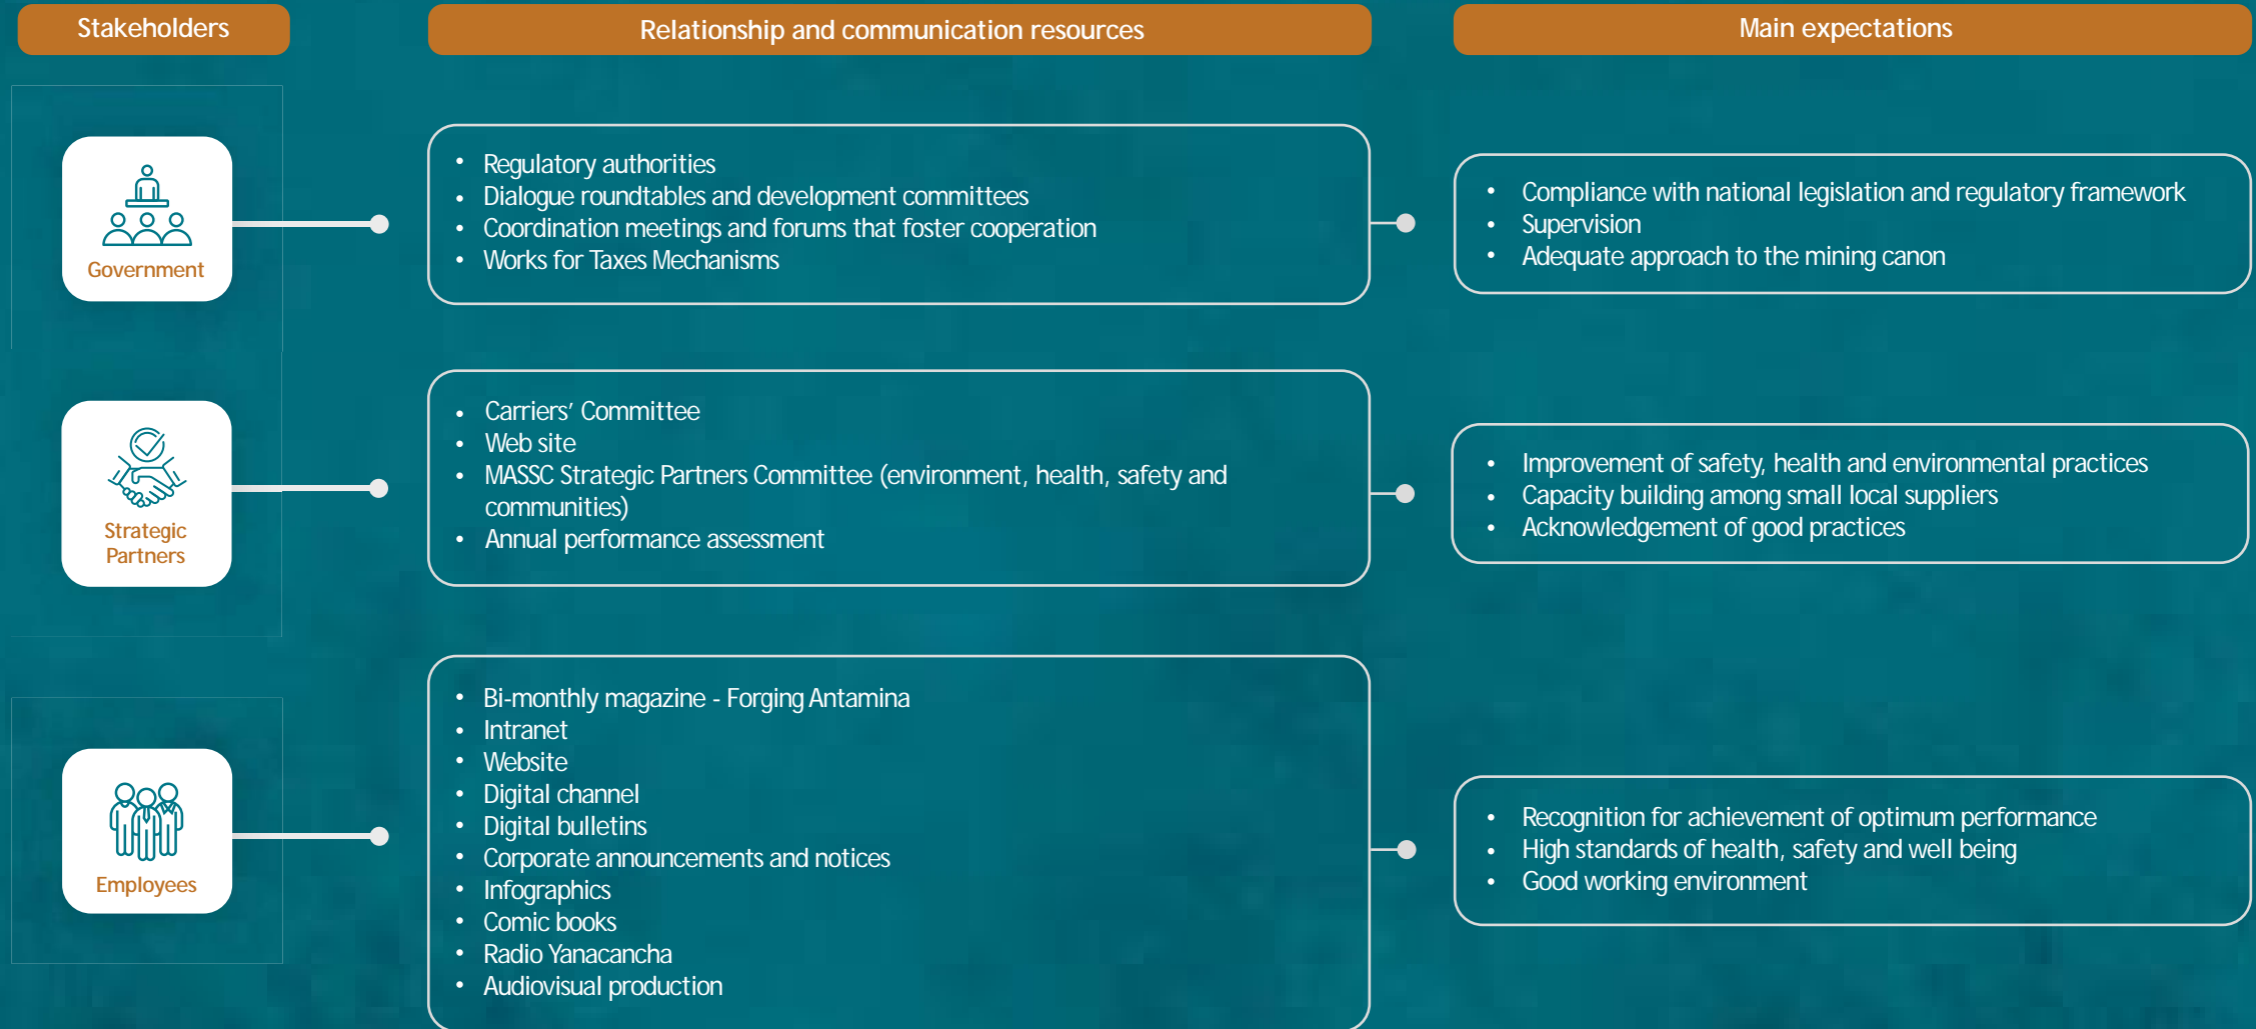 Stakeholders
Relationship and communication resources
Main expectations
Government
• Regulatory authorities
• Dialogue roundtables and development committees
• Coordination meetings and forums that foster cooperation
• Works for Taxes Mechanisms
• Compliance with national legislation and regulatory framework
• Supervision
• Adequate approach to the mining canon
Strategic
Partners
• Carriers’ Committee
• Web site
• MASSC Strategic Partners Committee (environment, health, safety and
communities)
• Annual performance assessment
• Improvement of safety, health and environmental practices
• Capacity building among small local suppliers
• Acknowledgement of good practices
Employees
• Bi-monthly magazine - Forging Antamina
• Intranet
• Website
• Digital channel
• Digital bulletins
• Corporate announcements and notices
• Infographics
• Comic books
• Radio Yanacancha
• Audiovisual production
• Recognition for achievement of optimum performance
• High standards of health, safety and well being
• Good working environment